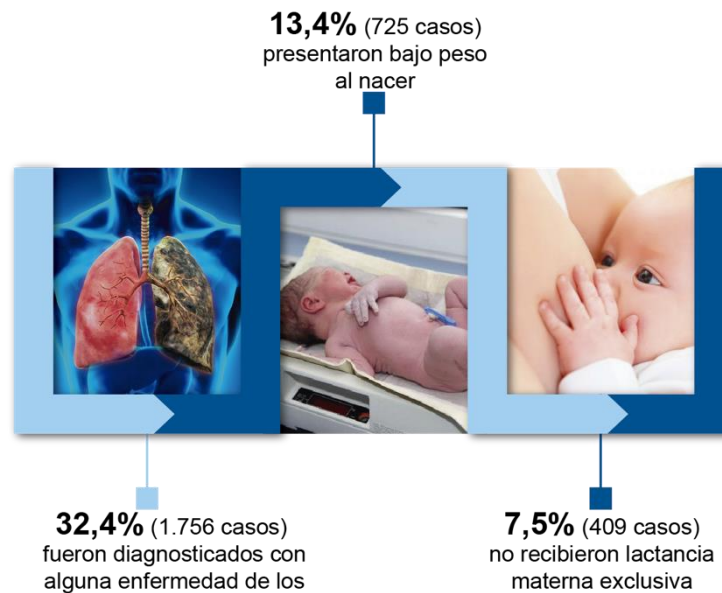 13,4% (725 casos)
presentaron bajo peso
al nacer
32,4% (1.756 casos)
fueron diagnosticados con
alguna enfermedad de los
7,5% (409 casos)
no recibieron lactancia
materna exclusiva